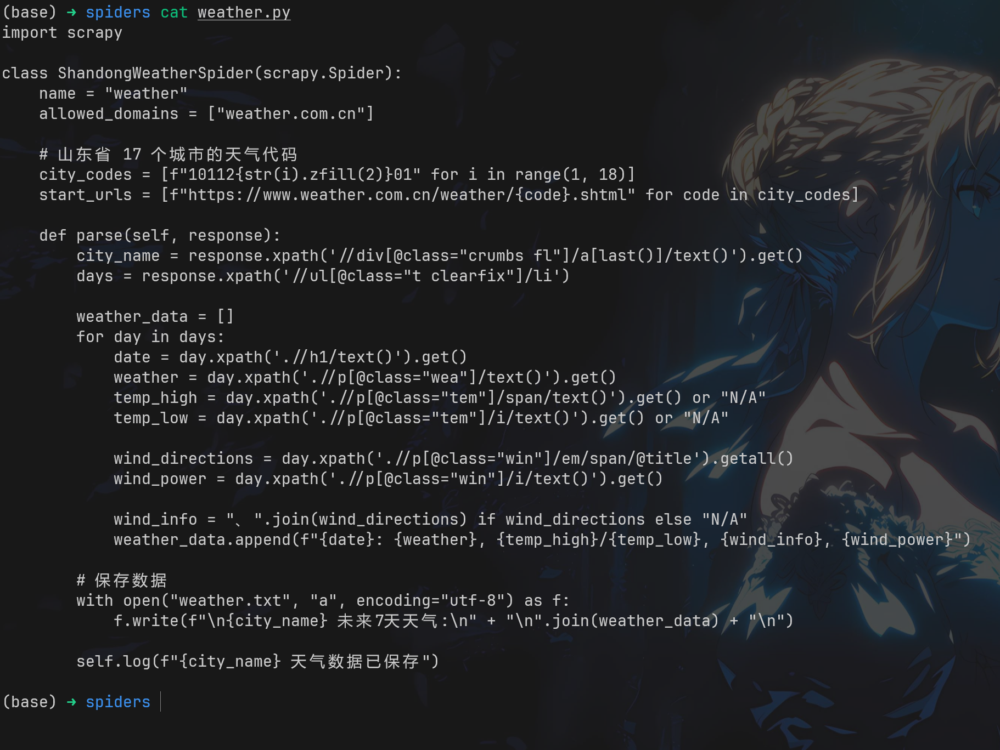 (base) → spiders cat weather.py
import scrapy

class ShandongWeatherSpider(scrapy.Spider):
    name = "weather"
    allowed_domains = ["weather.com.cn"]

    # 山东省 17 个城市的天气代码
    city_codes = [f"10112{str(i).zfill(2)}01" for i in range(1, 18)]
    start_urls = [f"https://www.weather.com.cn/weather/{code}.shtml" for code in city_codes]

    def parse(self, response):
        city_name = response.xpath('//div[@class="crumbs fl"]/a[last()]/text()').get()
        days = response.xpath('//ul[@class="t clearfix"]/li')

        weather_data = []
        for day in days:
            date = day.xpath('.//h1/text()').get()
            weather = day.xpath('.//p[@class="wea"]/text()').get()
            temp_high = day.xpath('.//p[@class="tem"]/span/text()').get() or "N/A"
            temp_low = day.xpath('.//p[@class="tem"]/i/text()').get() or "N/A"

            wind_directions = day.xpath('.//p[@class="win"]/em/span/@title').getall()
            wind_power = day.xpath('.//p[@class="win"]/i/text()').get()

            wind_info = "、".join(wind_directions) if wind_directions else "N/A"
            weather_data.append(f"{date}: {weather}, {temp_high}/{temp_low}, {wind_info}, {wind_power}")

        # 保存数据
        with open("weather.txt", "a", encoding="utf-8") as f:
            f.write(f"\n{city_name} 未来7天天气:\n" + "\n".join(weather_data) + "\n")

        self.log(f"{city_name} 天气数据已保存")

(base) → spiders